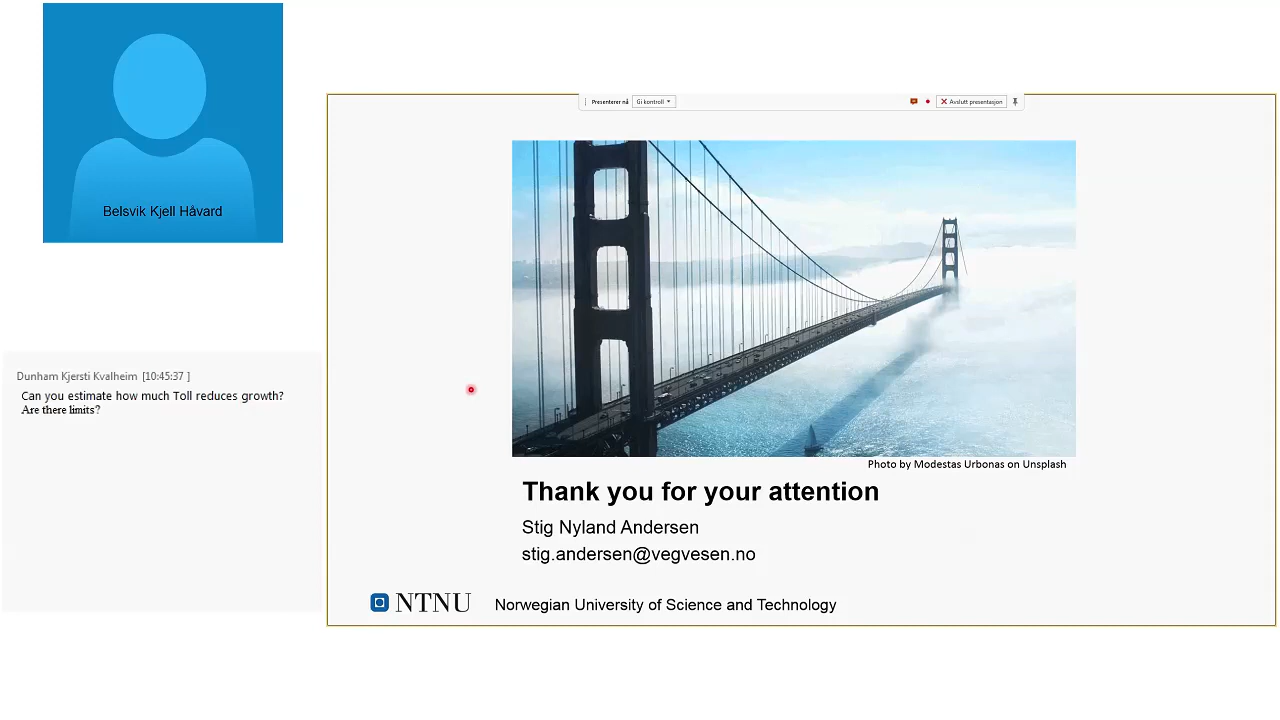 Belsvik Kjell Håvard
Dunham Kjersti Kvalheim [10:45:37 ]
Can you estimate how much Toll reduces growth?
Are there limits?
Presenterer nå Gi kontroll
Avslutt presentasjon
Photo by Modestas Urbonas on Unsplash
Thank you for your attention
Stig Nyland Andersen
stig.andersen@vegvesen.no
NTNU Norwegian University of Science and Technology